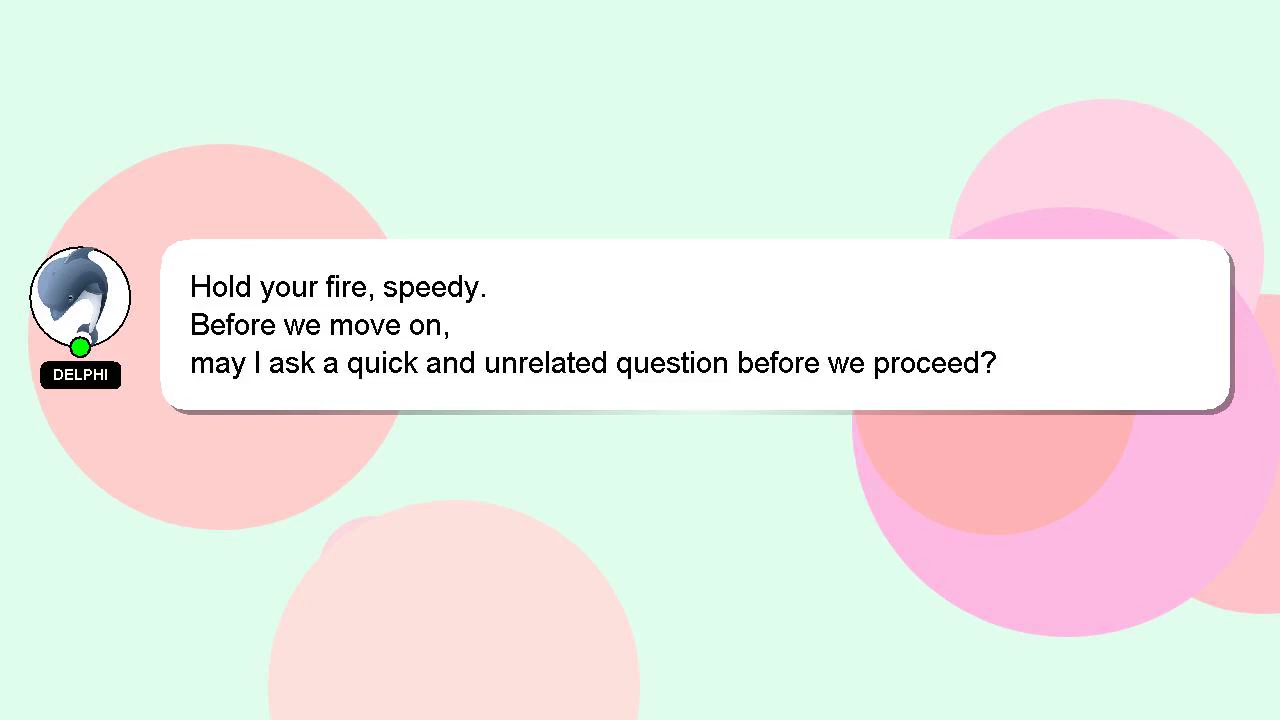 Hold your fire, speedy.
Before we move on,
may I ask a quick and unrelated question before we proceed?
DELPHI